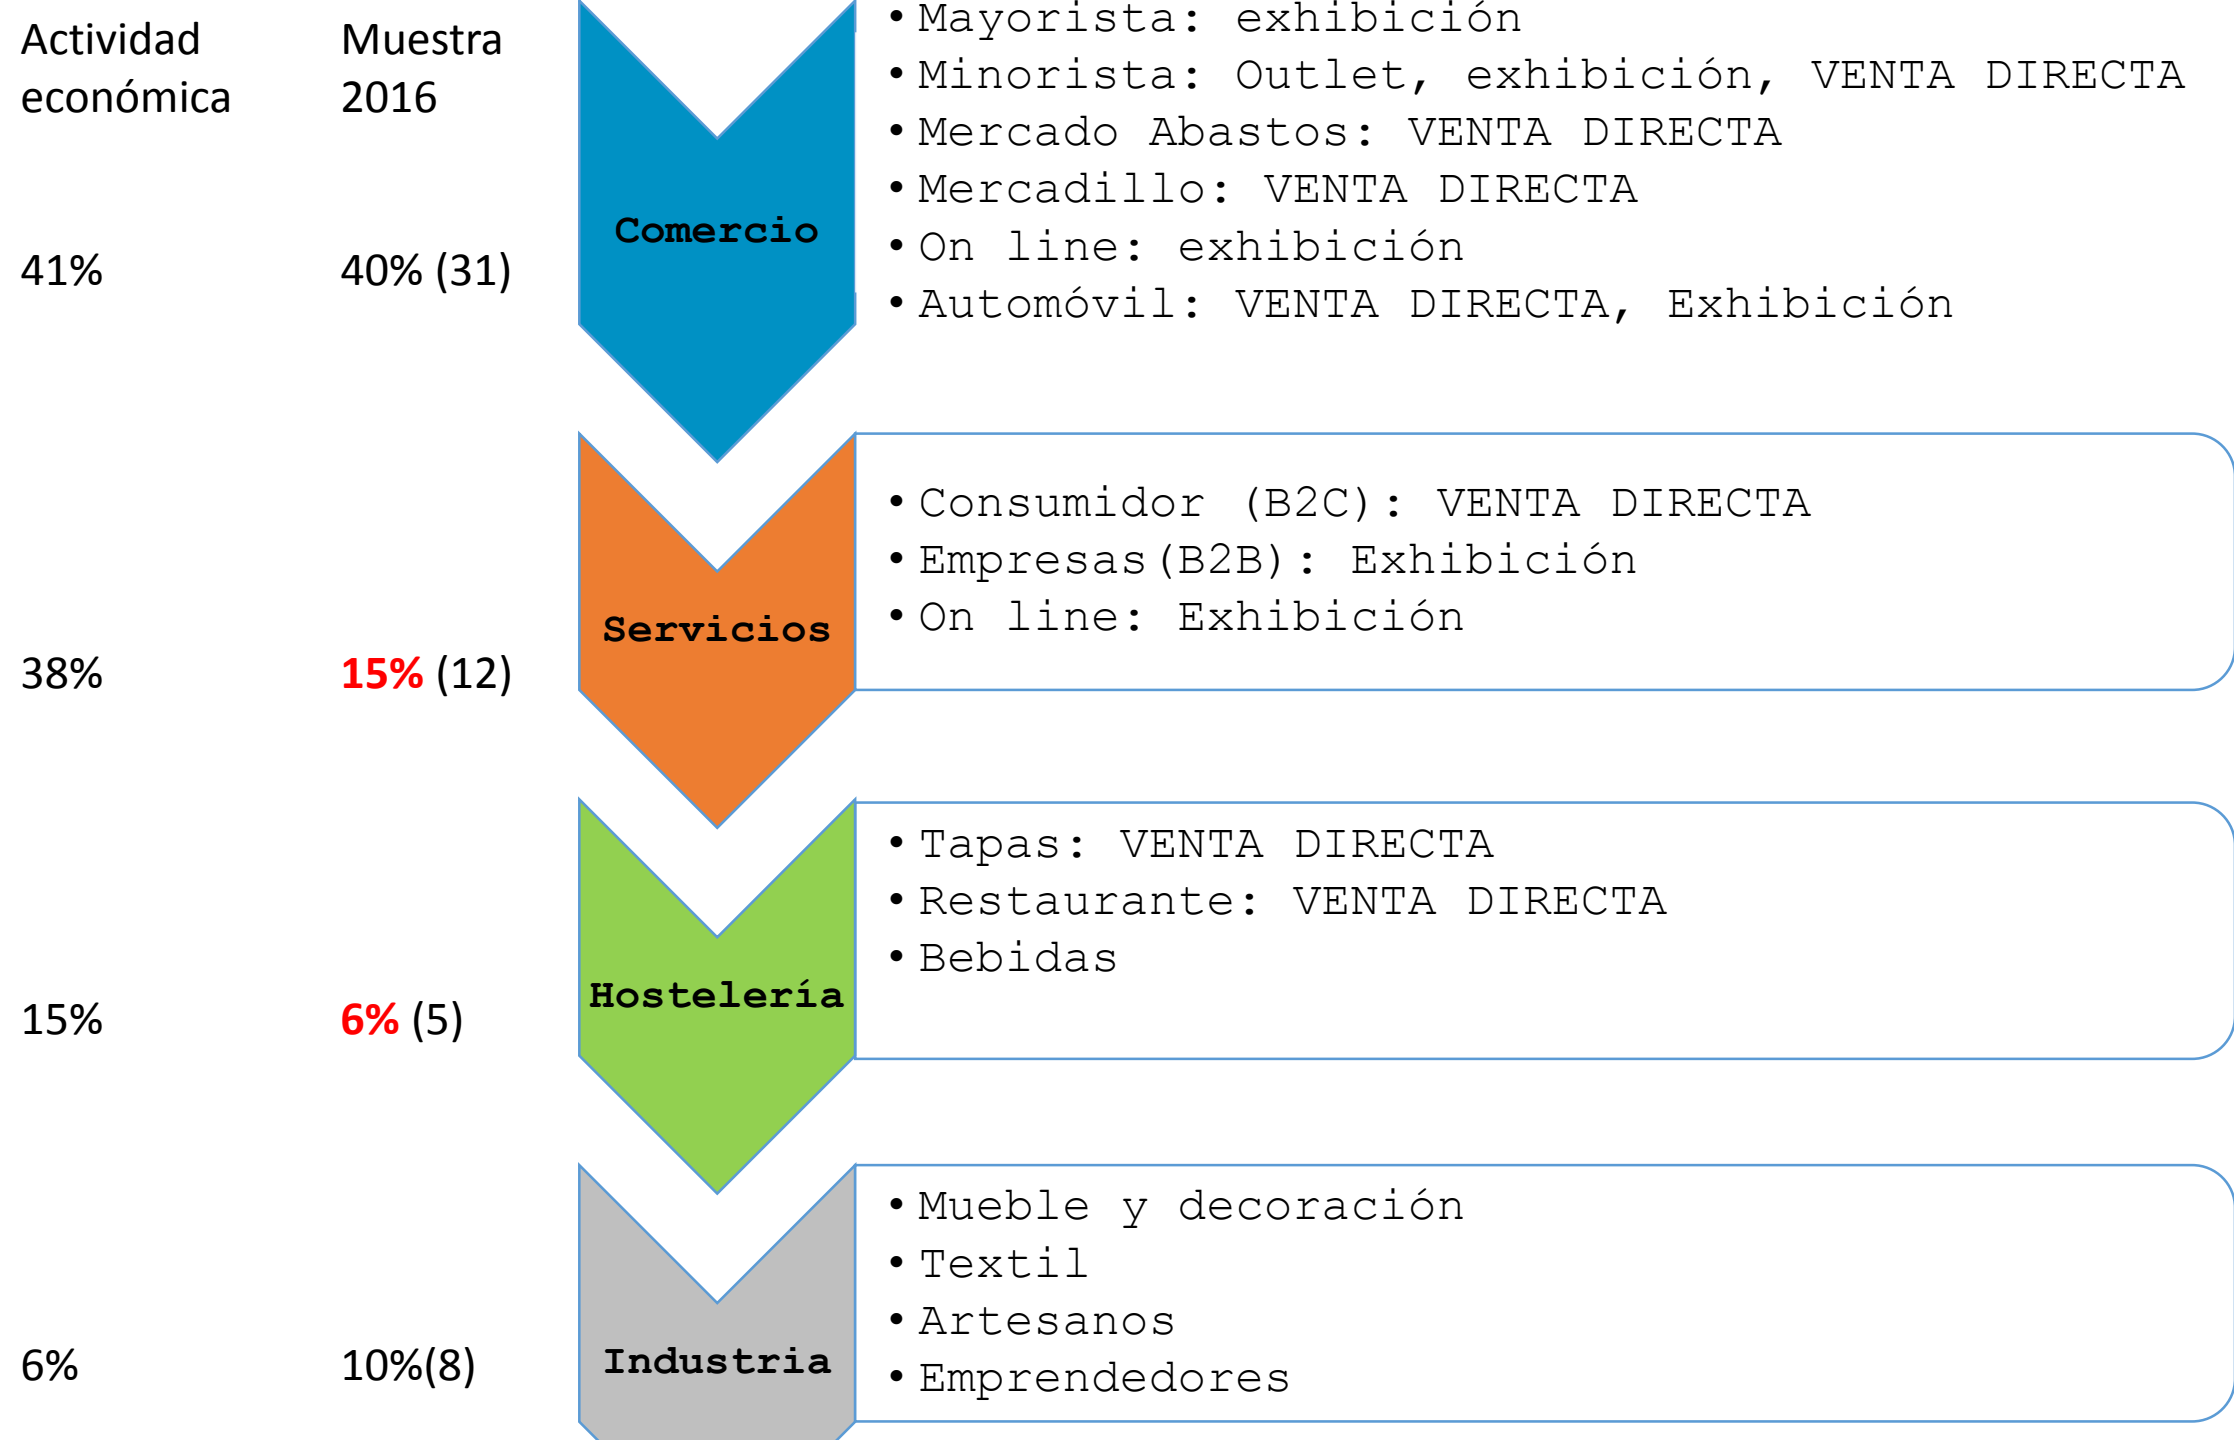 Actividad
económica
Muestra
2016
• Mayorista: exhibición
• Minorista: Outlet, exhibición, VENTA DIRECTA
• Mercado Abastos: VENTA DIRECTA
• Mercadillo: VENTA DIRECTA
• On line: exhibición
• Automóvil: VENTA DIRECTA, Exhibición
Comercio
41%
40% (31)
• Consumidor (B2C): VENTA DIRECTA
• Empresas(B2B): Exhibición
• On line: Exhibición
Servicios
38%
15% (12)
• Tapas: VENTA DIRECTA
• Restaurante: VENTA DIRECTA
• Bebidas
Hostelería
15%
6% (5)
• Mueble y decoración
• Textil
• Artesanos
• Emprendedores
Industria
6%
10%(8)